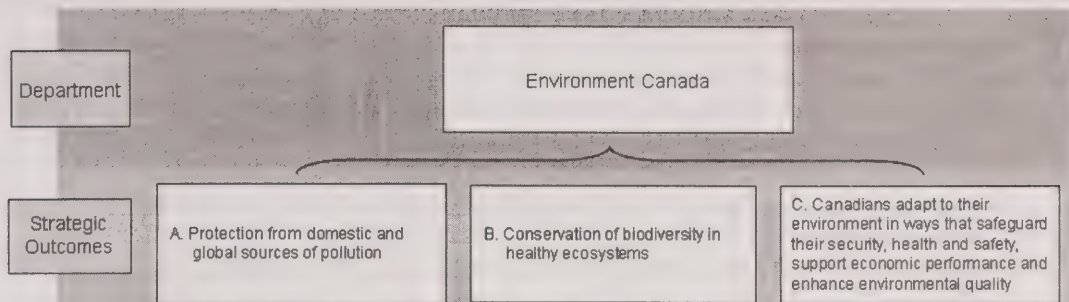 Department
Environment Canada
Strategic
Outcomes
A. Protection from domestic and
global sources of pollution
B. Conservation of biodiversity in
healthy ecosystems
C. Canadians adapt to their
environment in ways that safeguard
their security, health and safety,
support economic performance and
enhance environmental quality